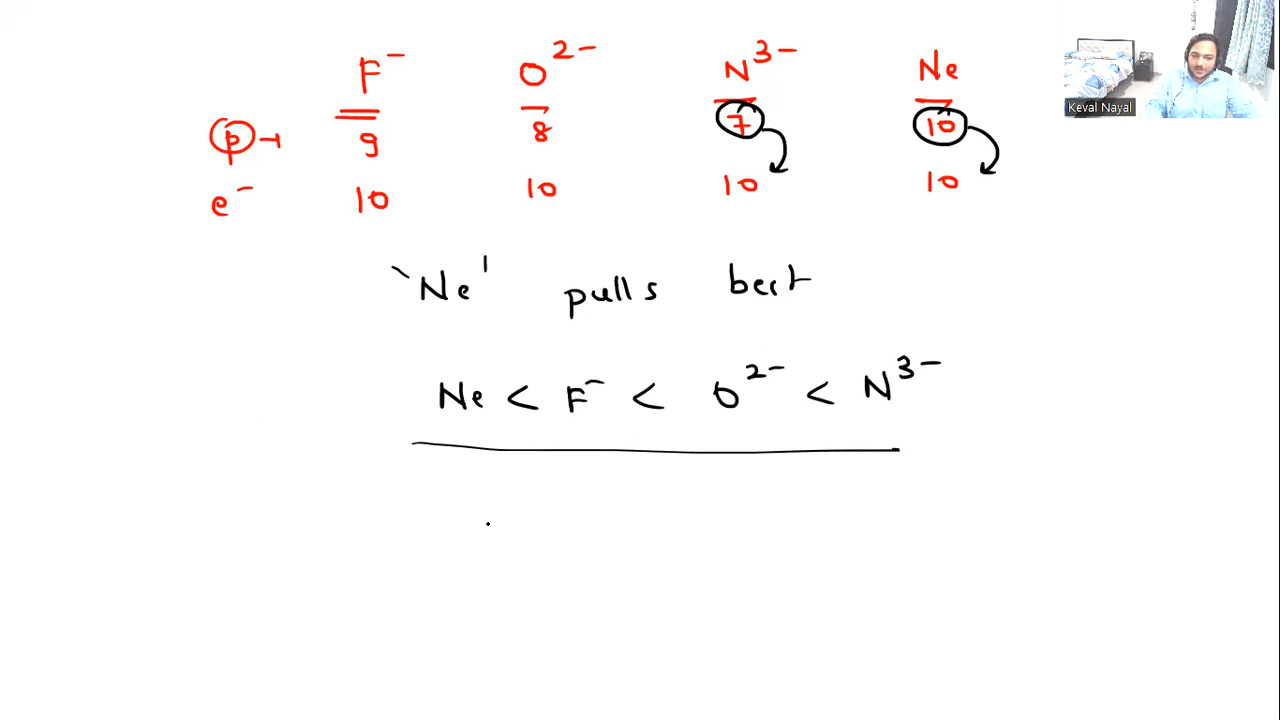 F⁻ O²⁻ N³⁻ Ne
p → 9 8 7 10
e⁻ 10 10 10 10
`Ne' pulls best
Ne < F⁻ < O²⁻ < N³⁻
Keval Nayal